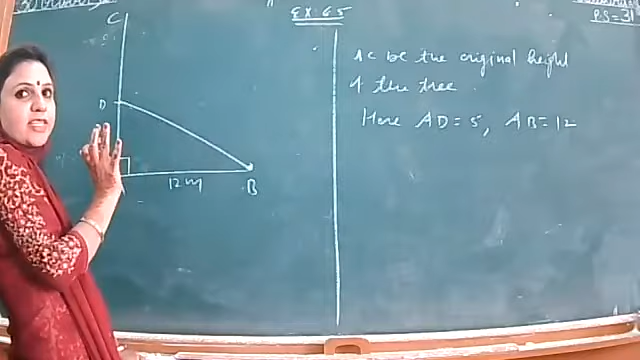 EX 6.5
C
D
12 m
B
AC be the original height
of the tree.
Here AD = 5, AB = 12